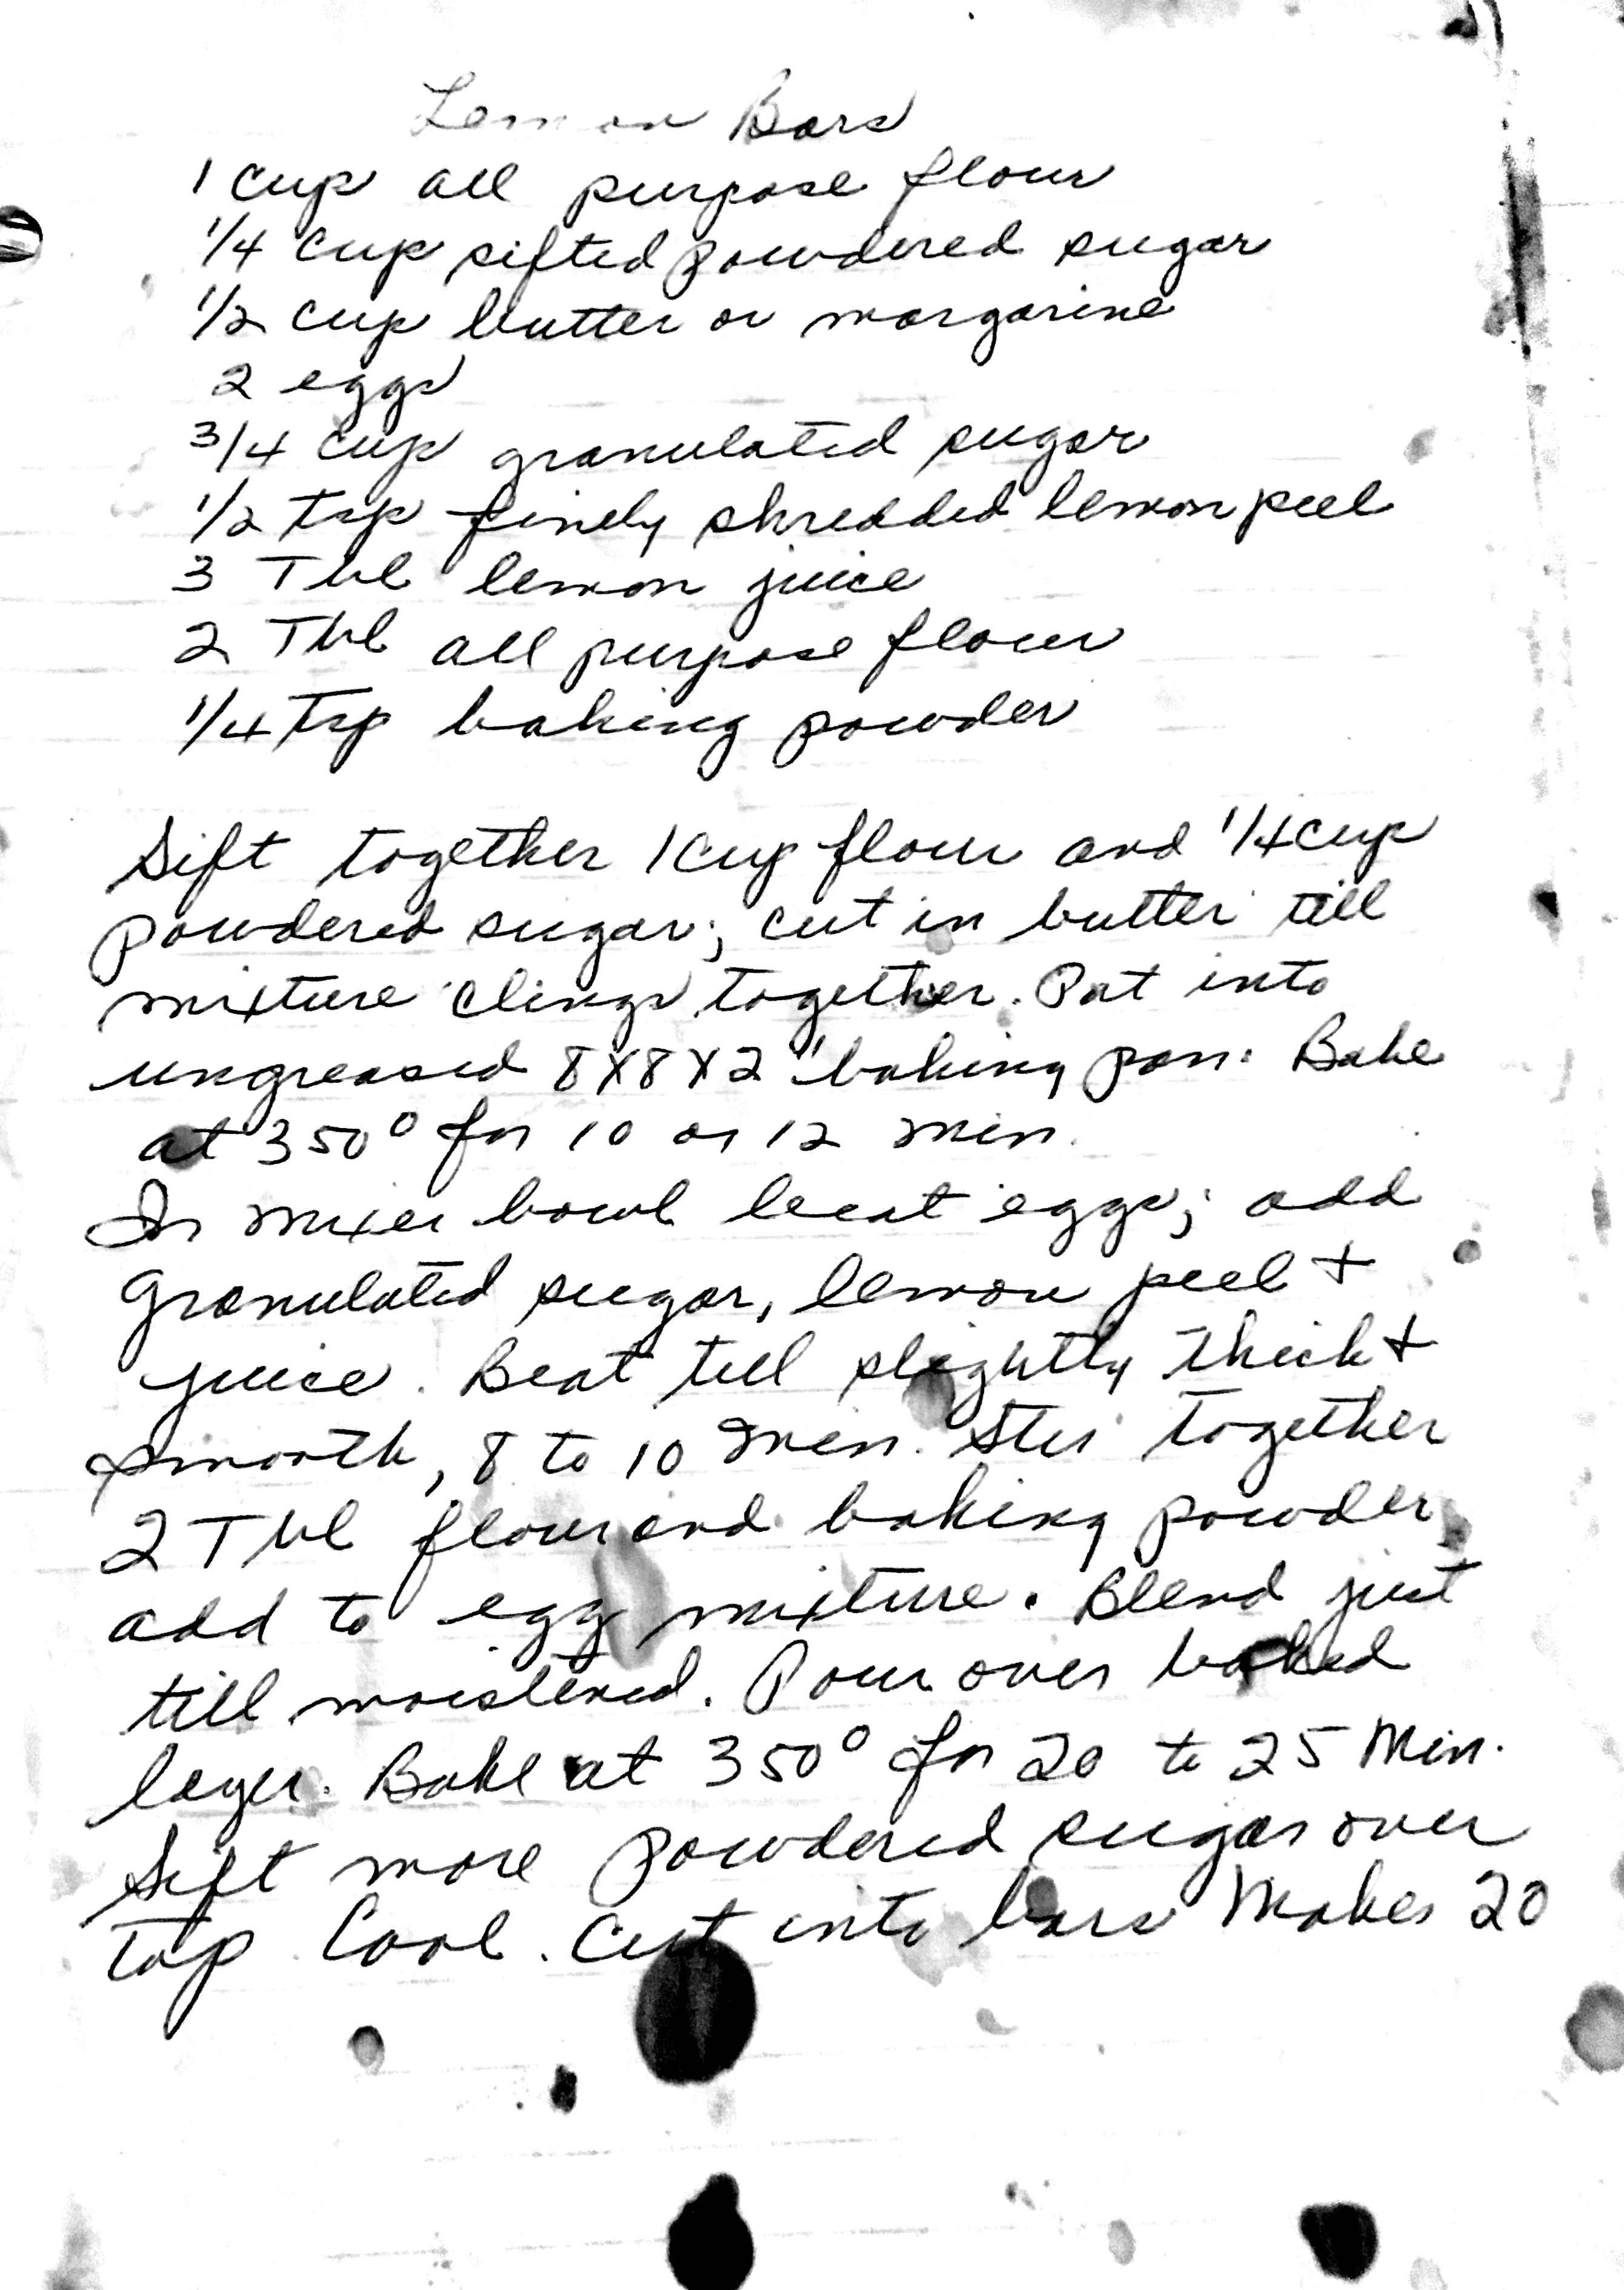 Lemon Bars
1 cup all purpose flour
1/4 cup sifted powdered sugar
1/2 cup butter or margarine
2 eggs
3/4 cup granulated sugar
1/2 tsp finely shredded lemon peel
3 Tbl lemon juice
2 Tbl all purpose flour
1/4 tsp baking powder
Sift together 1 cup flour and 1/4 cup
powdered sugar; cut in butter till
mixture clings together. Pat into
ungreased 8X8X2" baking pan. Bake
at 350° for 10 or 12 min.
In mixer bowl beat eggs; add
granulated sugar, lemon peel +
juice. Beat till slightly thick +
smooth, 8 to 10 min. Stir together
2 Tbl flour and baking powder,
add to egg mixture. Blend just
till moistened. Pour over baked
layer. Bake at 350° for 20 to 25 Min.
Sift more powdered sugar over
top. Cool. Cut into bars Makes 20